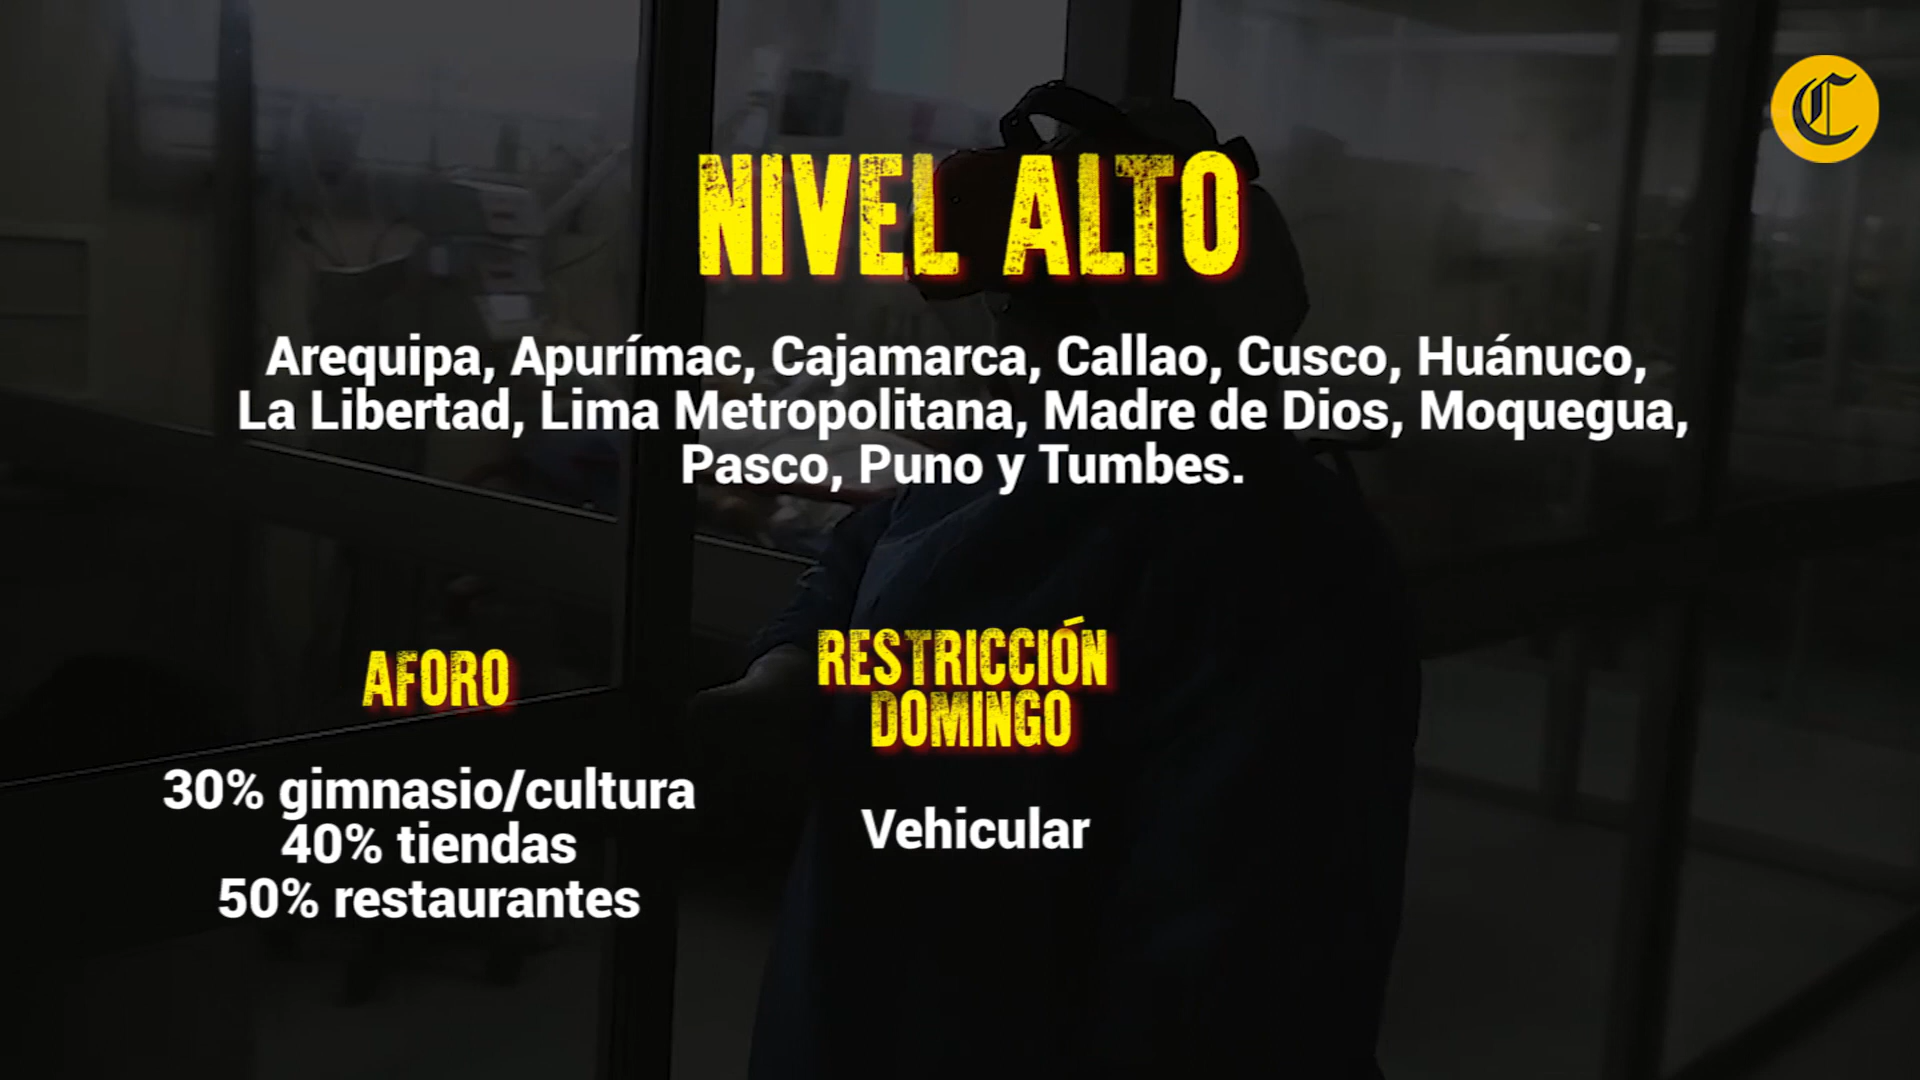 C
NIVEL ALTO
Arequipa, Apurímac, Cajamarca, Callao, Cusco, Huánuco,
La Libertad, Lima Metropolitana, Madre de Dios, Moquegua,
Pasco, Puno y Tumbes.
AFORO
30% gimnasio/cultura
40% tiendas
50% restaurantes
RESTRICCIÓN
DOMINGO
Vehicular